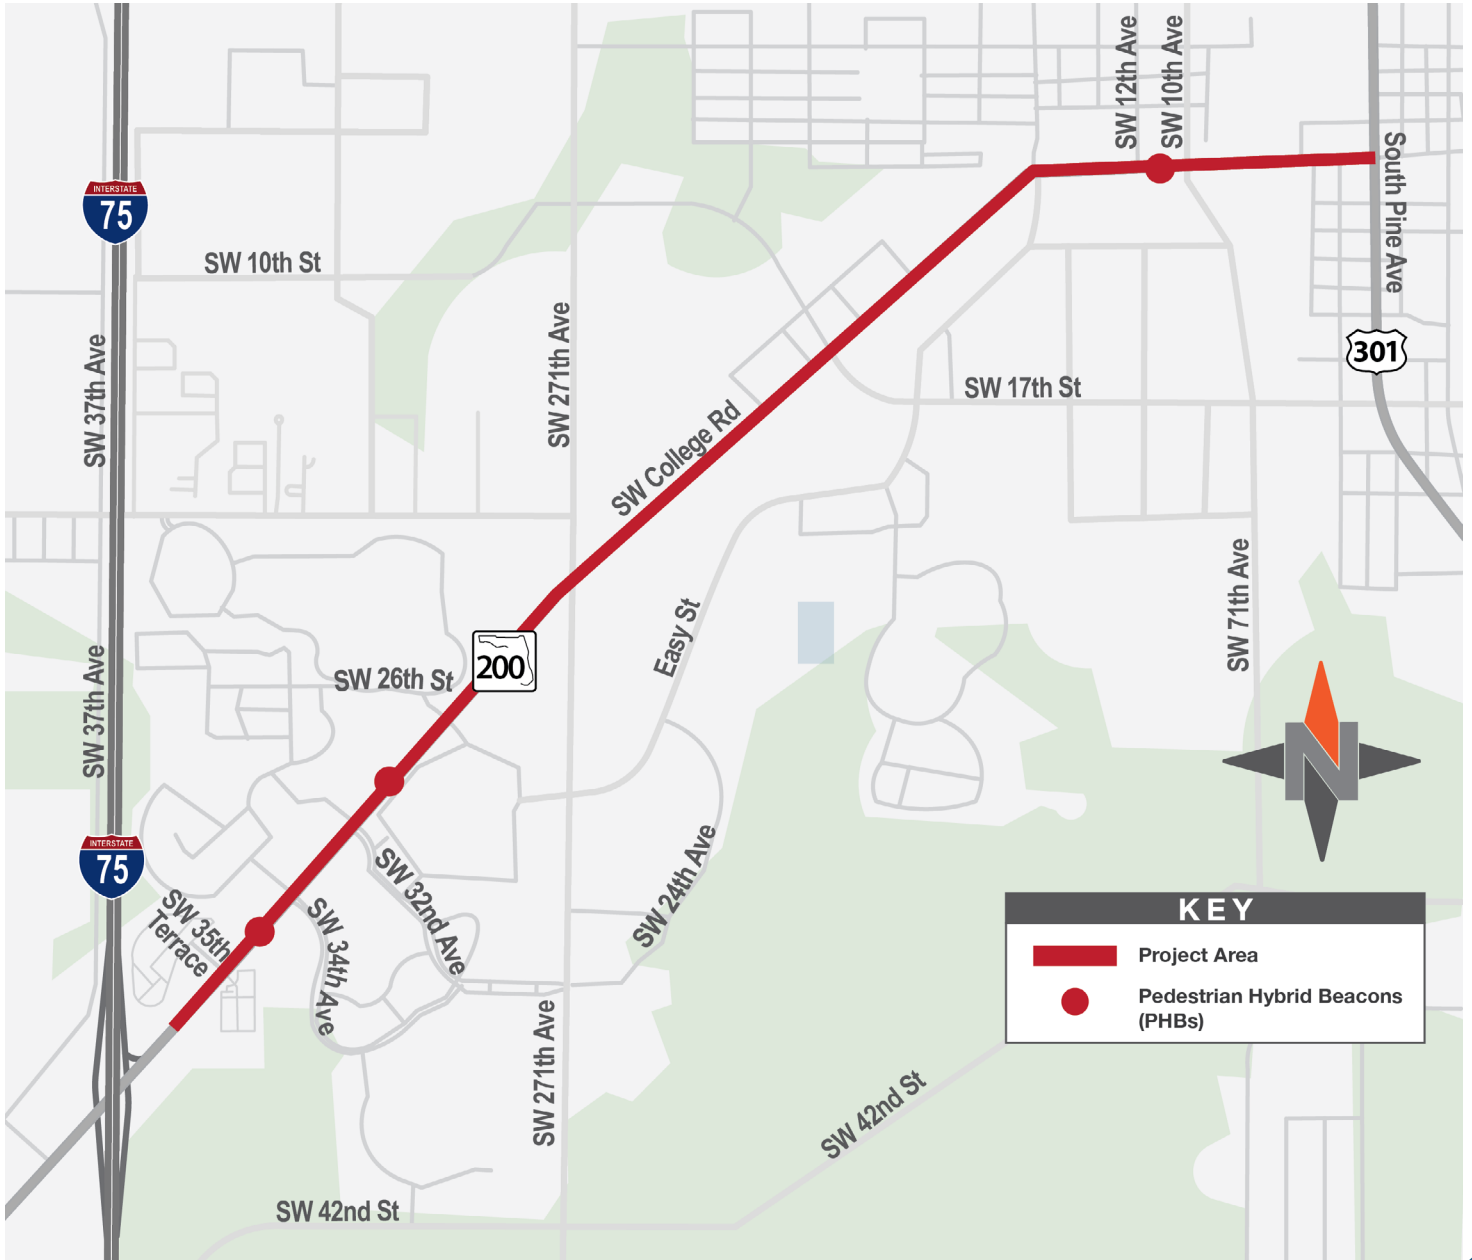 SW 12th Ave
SW 10th Ave
South Pine Ave
INTERSTATE
75
SW 10th St
SW 37th Ave
SW 271th Ave
301
SW 17th St
SW College Rd
SW 71th Ave
Easy St
200
SW 26th St
SW 37th Ave
N
INTERSTATE
75
SW 32nd Ave
SW 24th Ave
SW 35th
Terrace
SW 34th Ave
KEY
Project Area
Pedestrian Hybrid Beacons
(PHBs)
SW 271th Ave
SW 42nd St
SW 42nd St